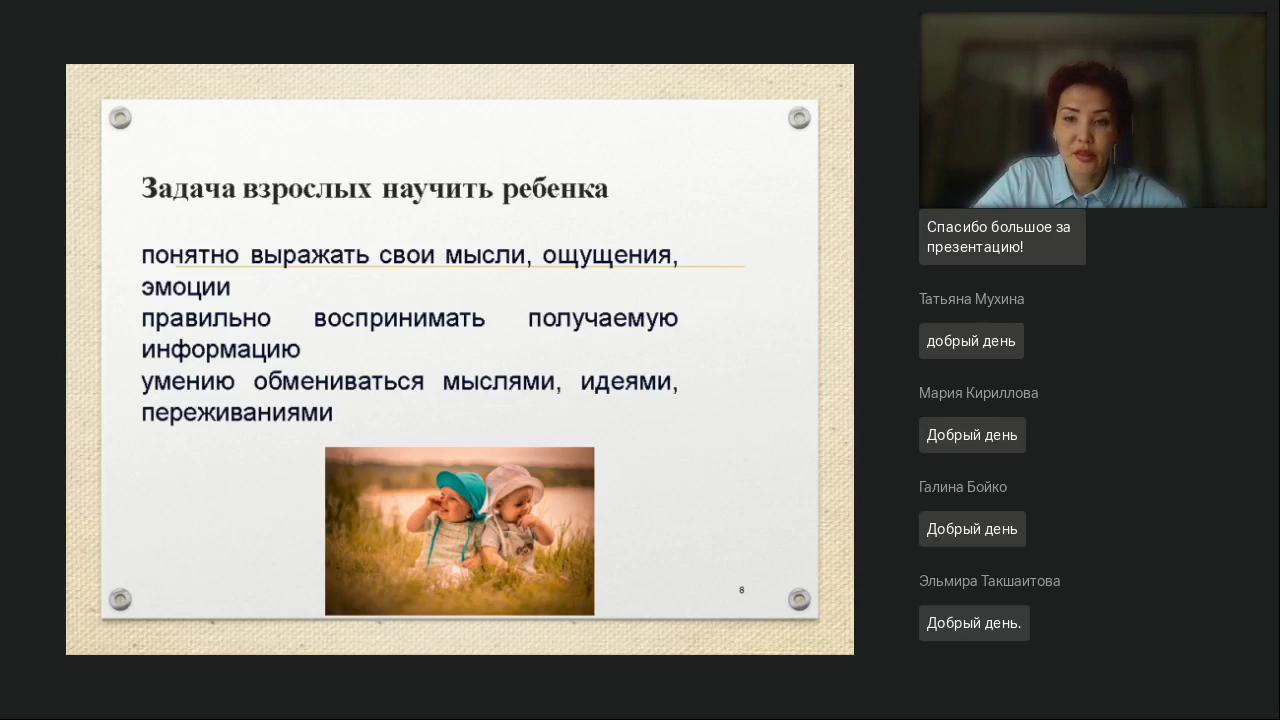 Задача взрослых научить ребенка
понятно выражать свои мысли, ощущения,
эмоции
правильно воспринимать получаемую
информацию
умению обмениваться мыслями, идеями,
переживаниями
8
Спасибо большое за
презентацию!
Татьяна Мухина
добрый день
Мария Кириллова
Добрый день
Галина Бойко
Добрый день
Эльмира Такшаитова
Добрый день.